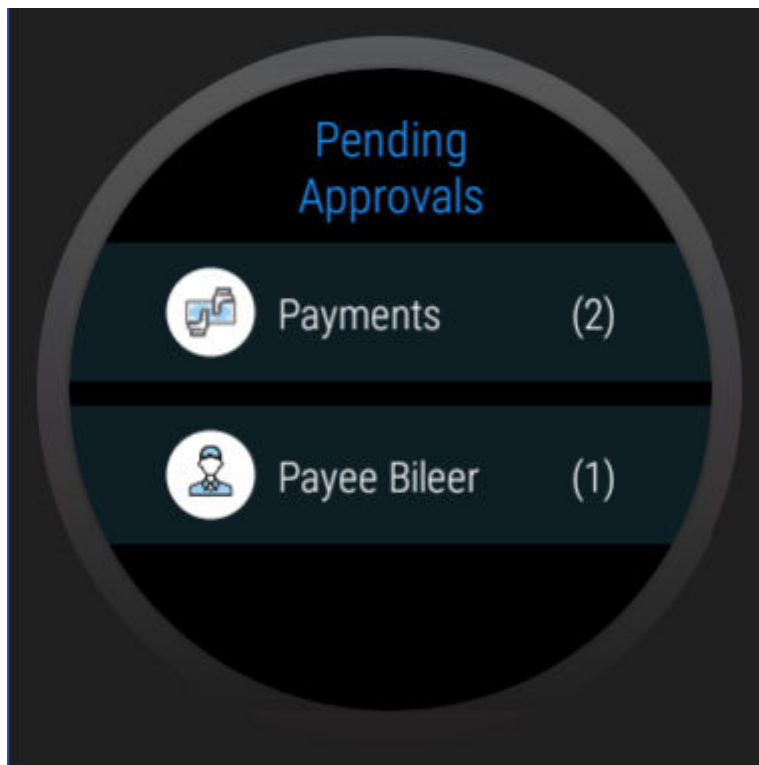 Pending
Approvals
Payments (2)
Payee Bileer (1)